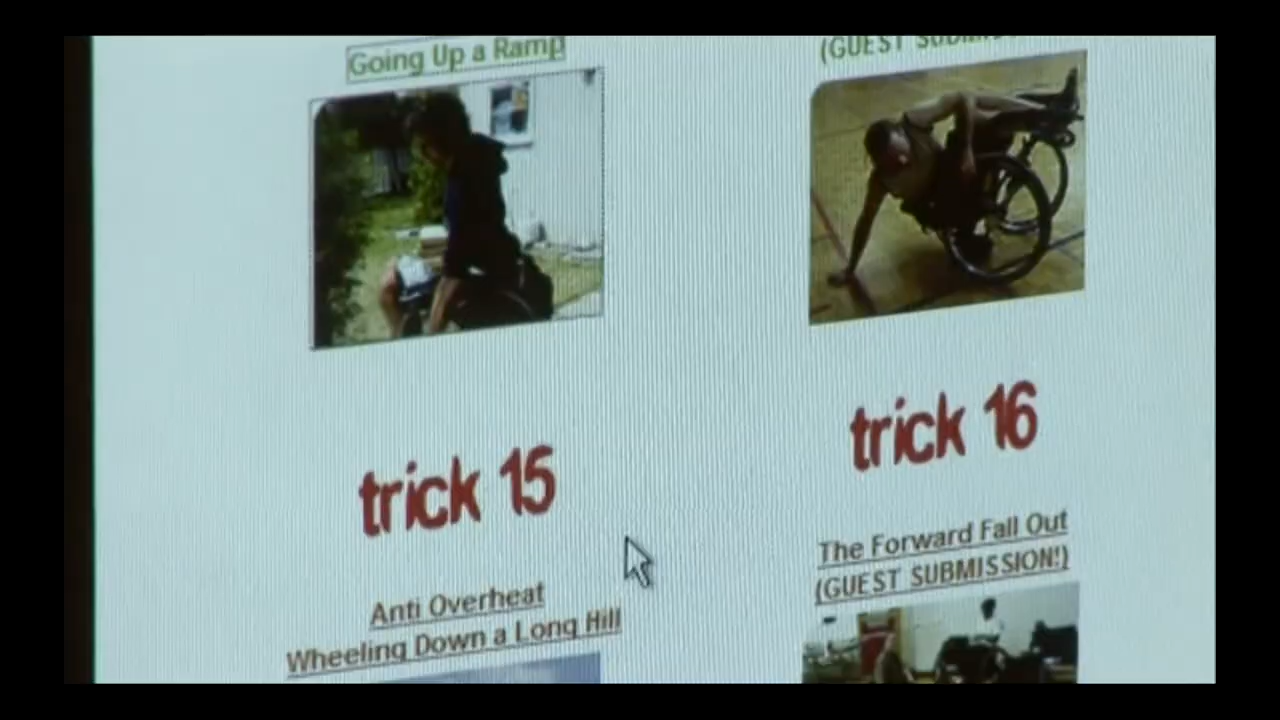 Going Up a Ramp
(GUEST
trick 15
trick 16
Anti Overheat
Wheeling Down a Long Hill
The Forward Fall Out
(GUEST SUBMISSION!)